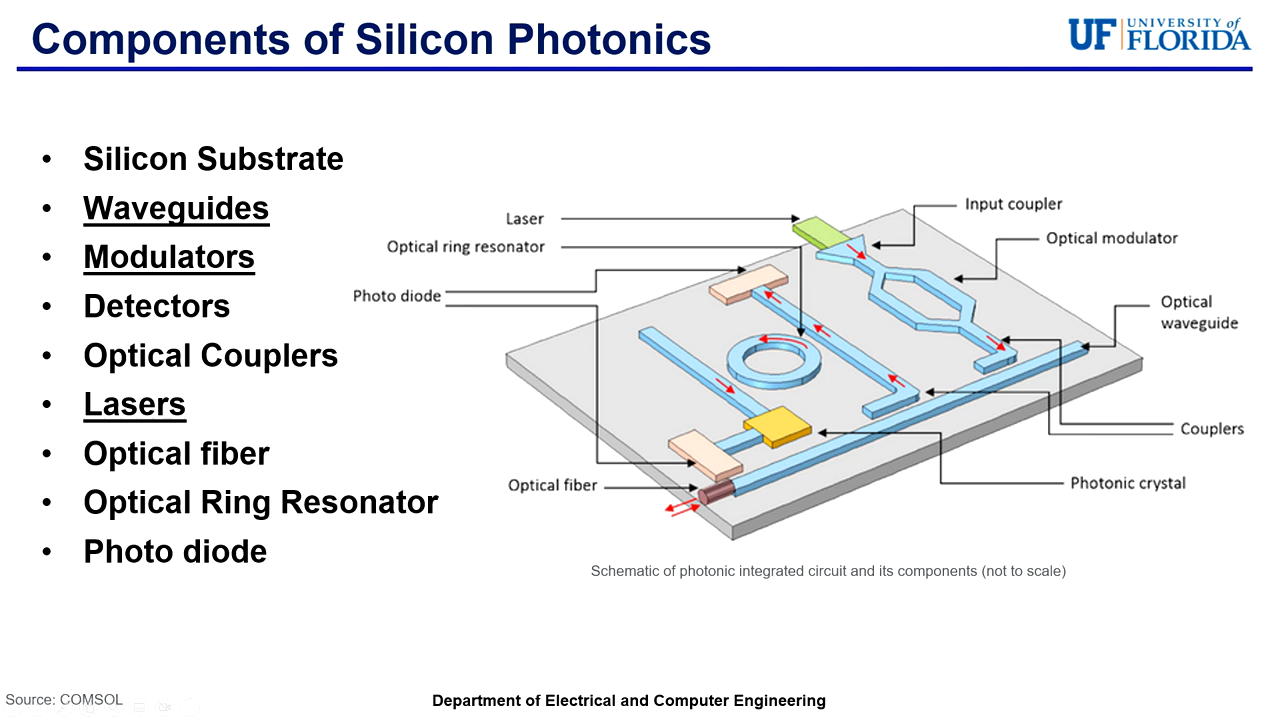 Components of Silicon Photonics
UF UNIVERSITY of
FLORIDA
• Silicon Substrate
• Waveguides
• Modulators
• Detectors
• Optical Couplers
• Lasers
• Optical fiber
• Optical Ring Resonator
• Photo diode
Laser
Optical ring resonator
Photo diode
Optical fiber
Input coupler
Optical modulator
Optical
waveguide
Couplers
Photonic crystal
Schematic of photonic integrated circuit and its components (not to scale)
Source: COMSOL
Department of Electrical and Computer Engineering